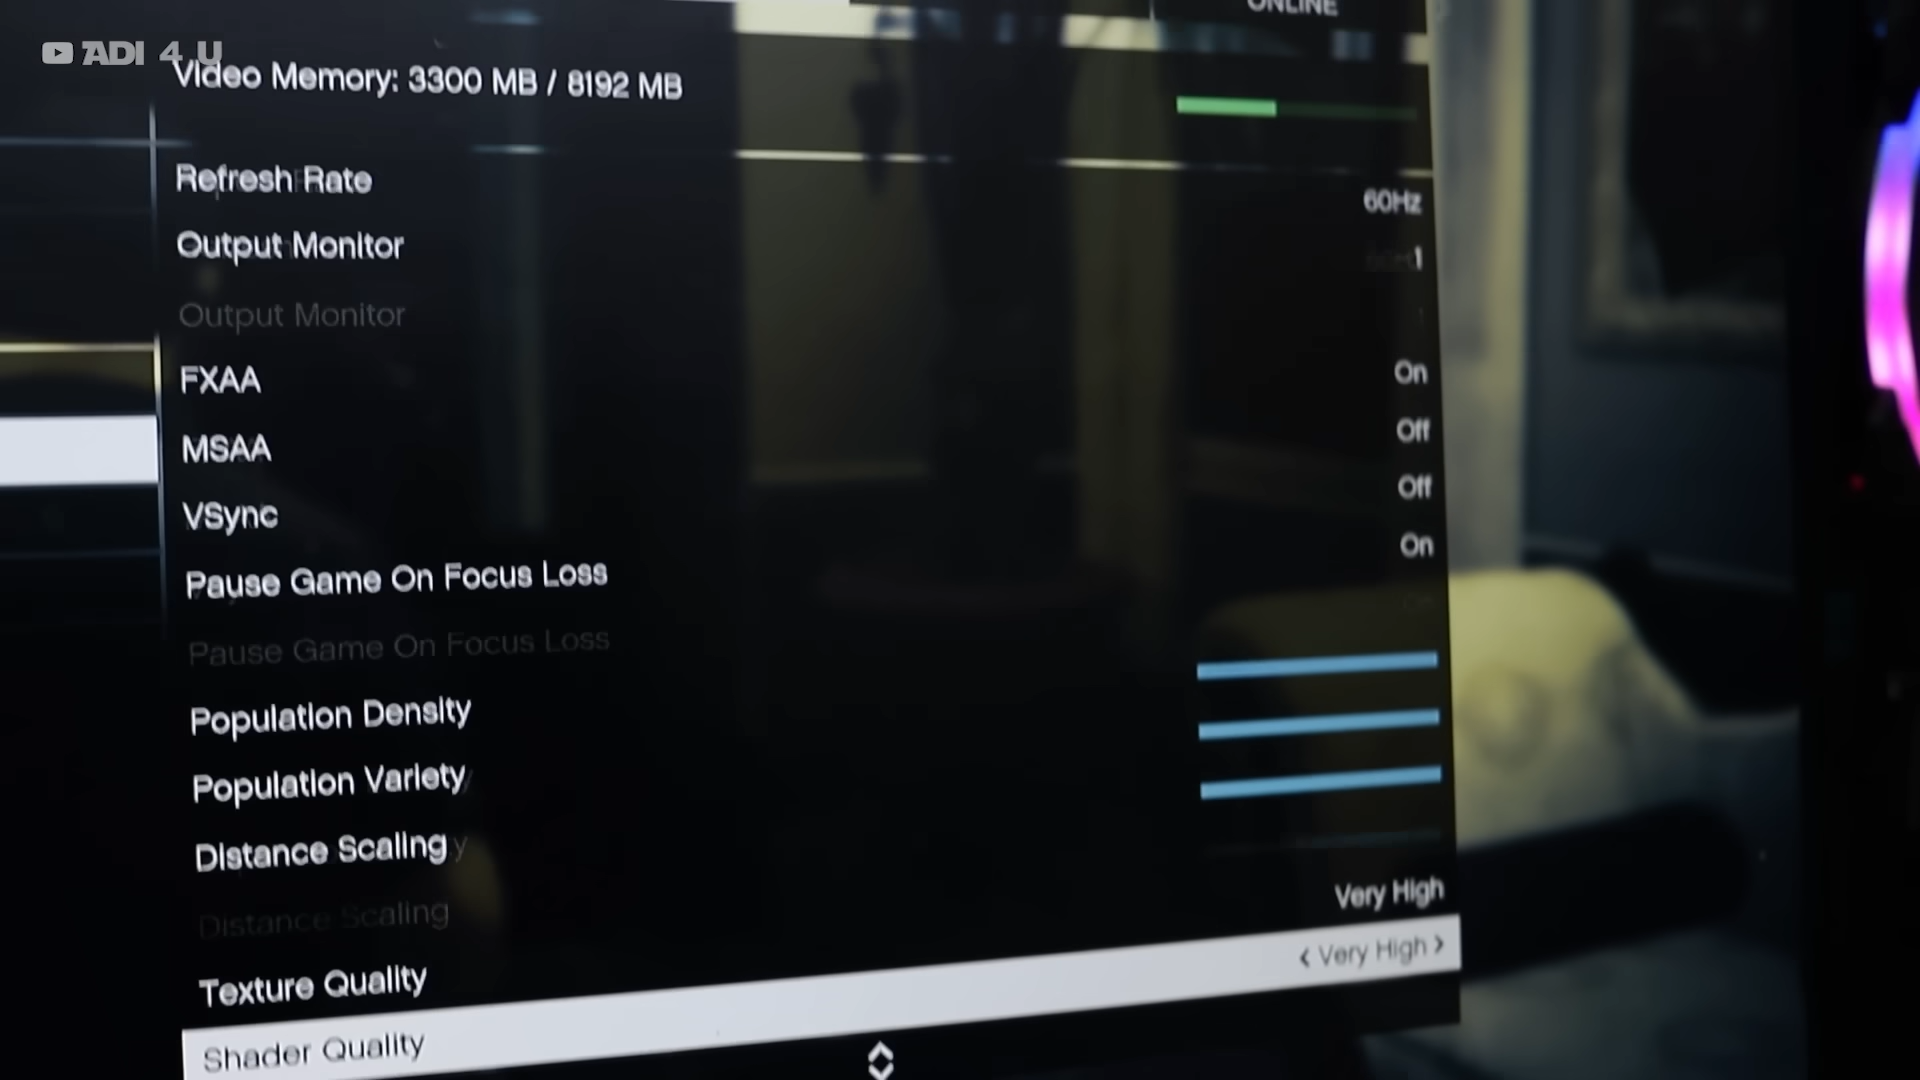 ONLINE
ADI 4 U
Video Memory: 3300 MB / 8192 MB
Refresh Rate 60Hz
Output Monitor 1
Output Monitor
FXAA On
MSAA Off
VSync Off
Pause Game On Focus Loss On
Pause Game On Focus Loss
Population Density
Population Variety
Distance Scaling
Distance Scaling
Texture Quality Very High
Shader Quality < Very High >